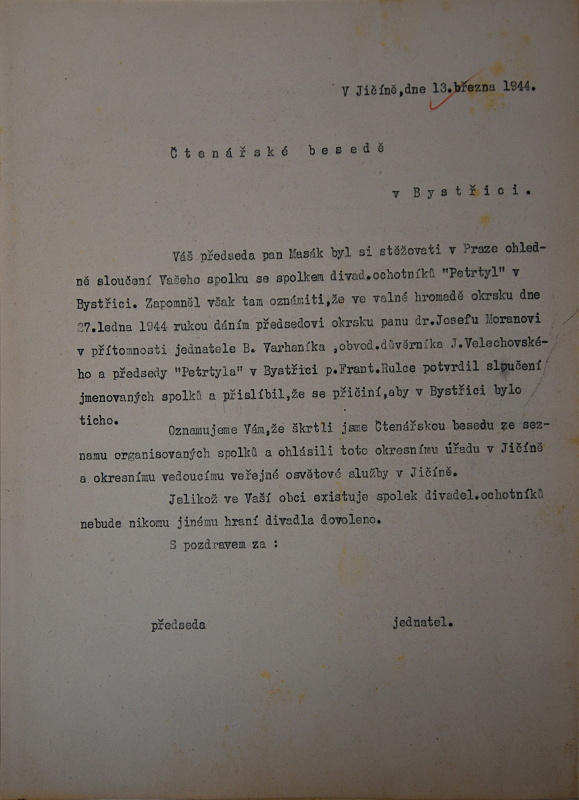 V Jičíně,dne 13.března 1944.
Čtenářské besedě
v Bystřici.
Váš předseda pan Masák byl si stěžovati v Praze ohled-
ně sloučení Vašeho spolku se spolkem divad.ochotníků "Petrtyl" v
Bystřici. Zapomněl však tam oznámiti,že ve valné hromadě okrsku dne
27.ledna 1944 rukou dáním předsedovi okrsku panu dr.Josefu Moranovi
v přítomnosti jednatele B. Varhaníka ,obvod.důvěrníka J.Velechovské-
ho a předsedy "Petrtyla" v Bystřici p.Frant.Rulce potvrdil sloučení
jmenovaných spolků a přislíbil,že se přičiní,aby v Bystřici bylo
ticho.
Oznamujeme Vám,že škrtli jsme Čtenářskou besedu ze sez-
namu organisovaných spolků a ohlásili toto okresnímu úřadu v Jičíně
a okresnímu vedoucímu veřejné osvětové služby v Jičíně.
Jelikož ve Vaší obci existuje spolek divadel.ochotníků
nebude nikomu jinému hraní divadla dovoleno.
S pozdravem za :
předseda jednatel.